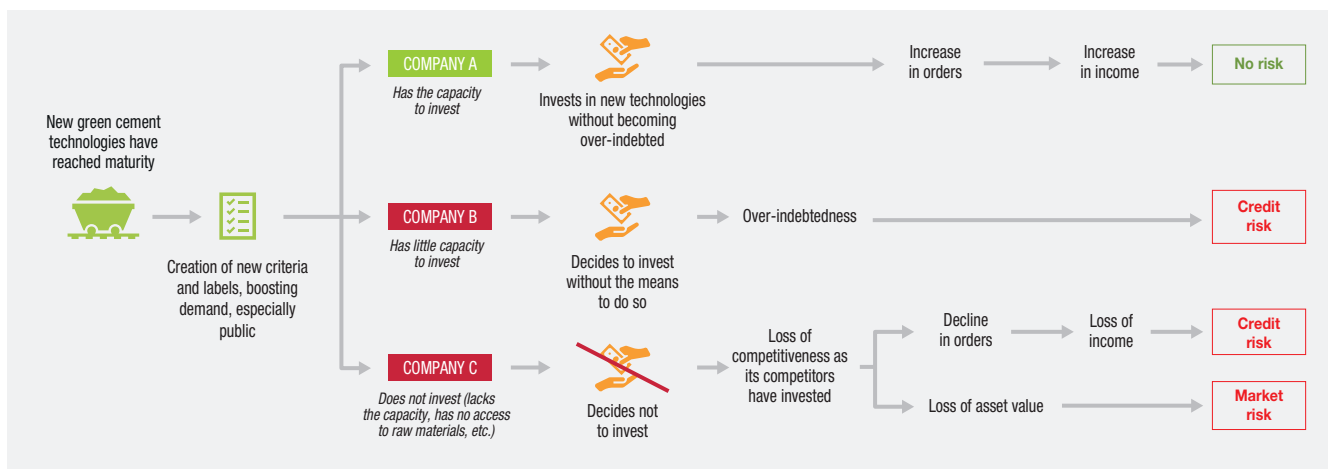 New green cement
technologies have
reached maturity
Creation of new criteria
and labels, boosting
demand, especially
public
COMPANY A
Has the capacity
to invest
Invests in new technologies
without becoming
over-indebted
Increase
in orders
Increase
in income
No risk
COMPANY B
Has little capacity
to invest
Decides to invest
without the means
to do so
Over-indebtedness
Credit
risk
COMPANY C
Does not invest (lacks
the capacity, has no access
to raw materials, etc.)
Decides not
to invest
Loss of
competitiveness as
its competitors
have invested
Decline
in orders
Loss of
income
Credit
risk
Loss of asset value
Market
risk